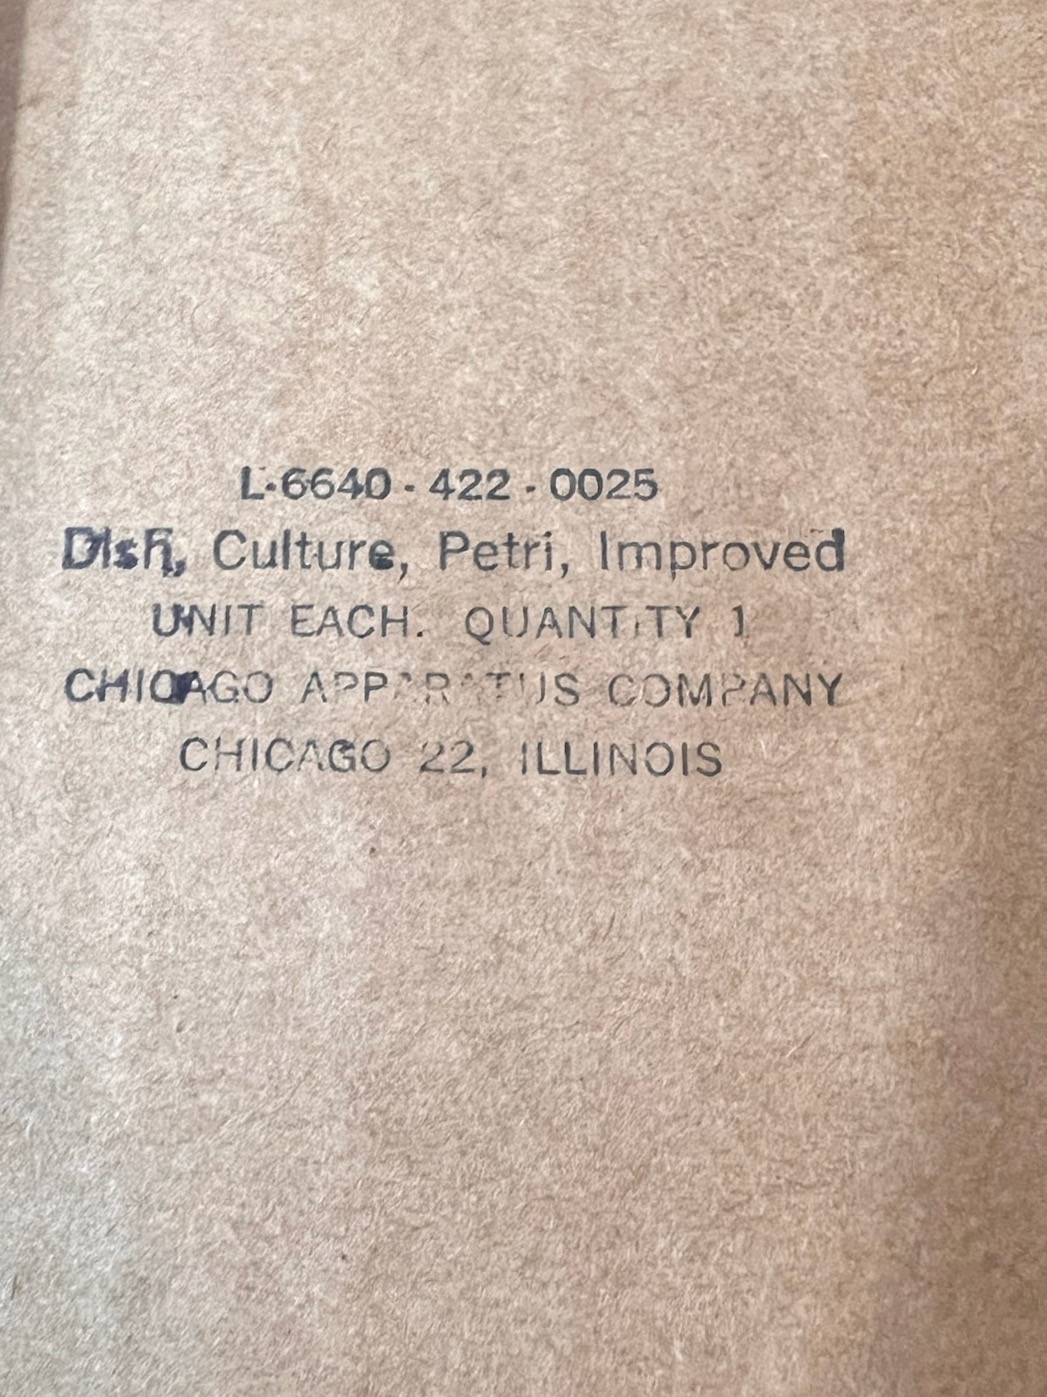 L-6640 - 422 - 0025
Dish, Culture, Petri, Improved
UNIT EACH. QUANTITY 1
CHICAGO APPARATUS COMPANY
CHICAGO 22, ILLINOIS